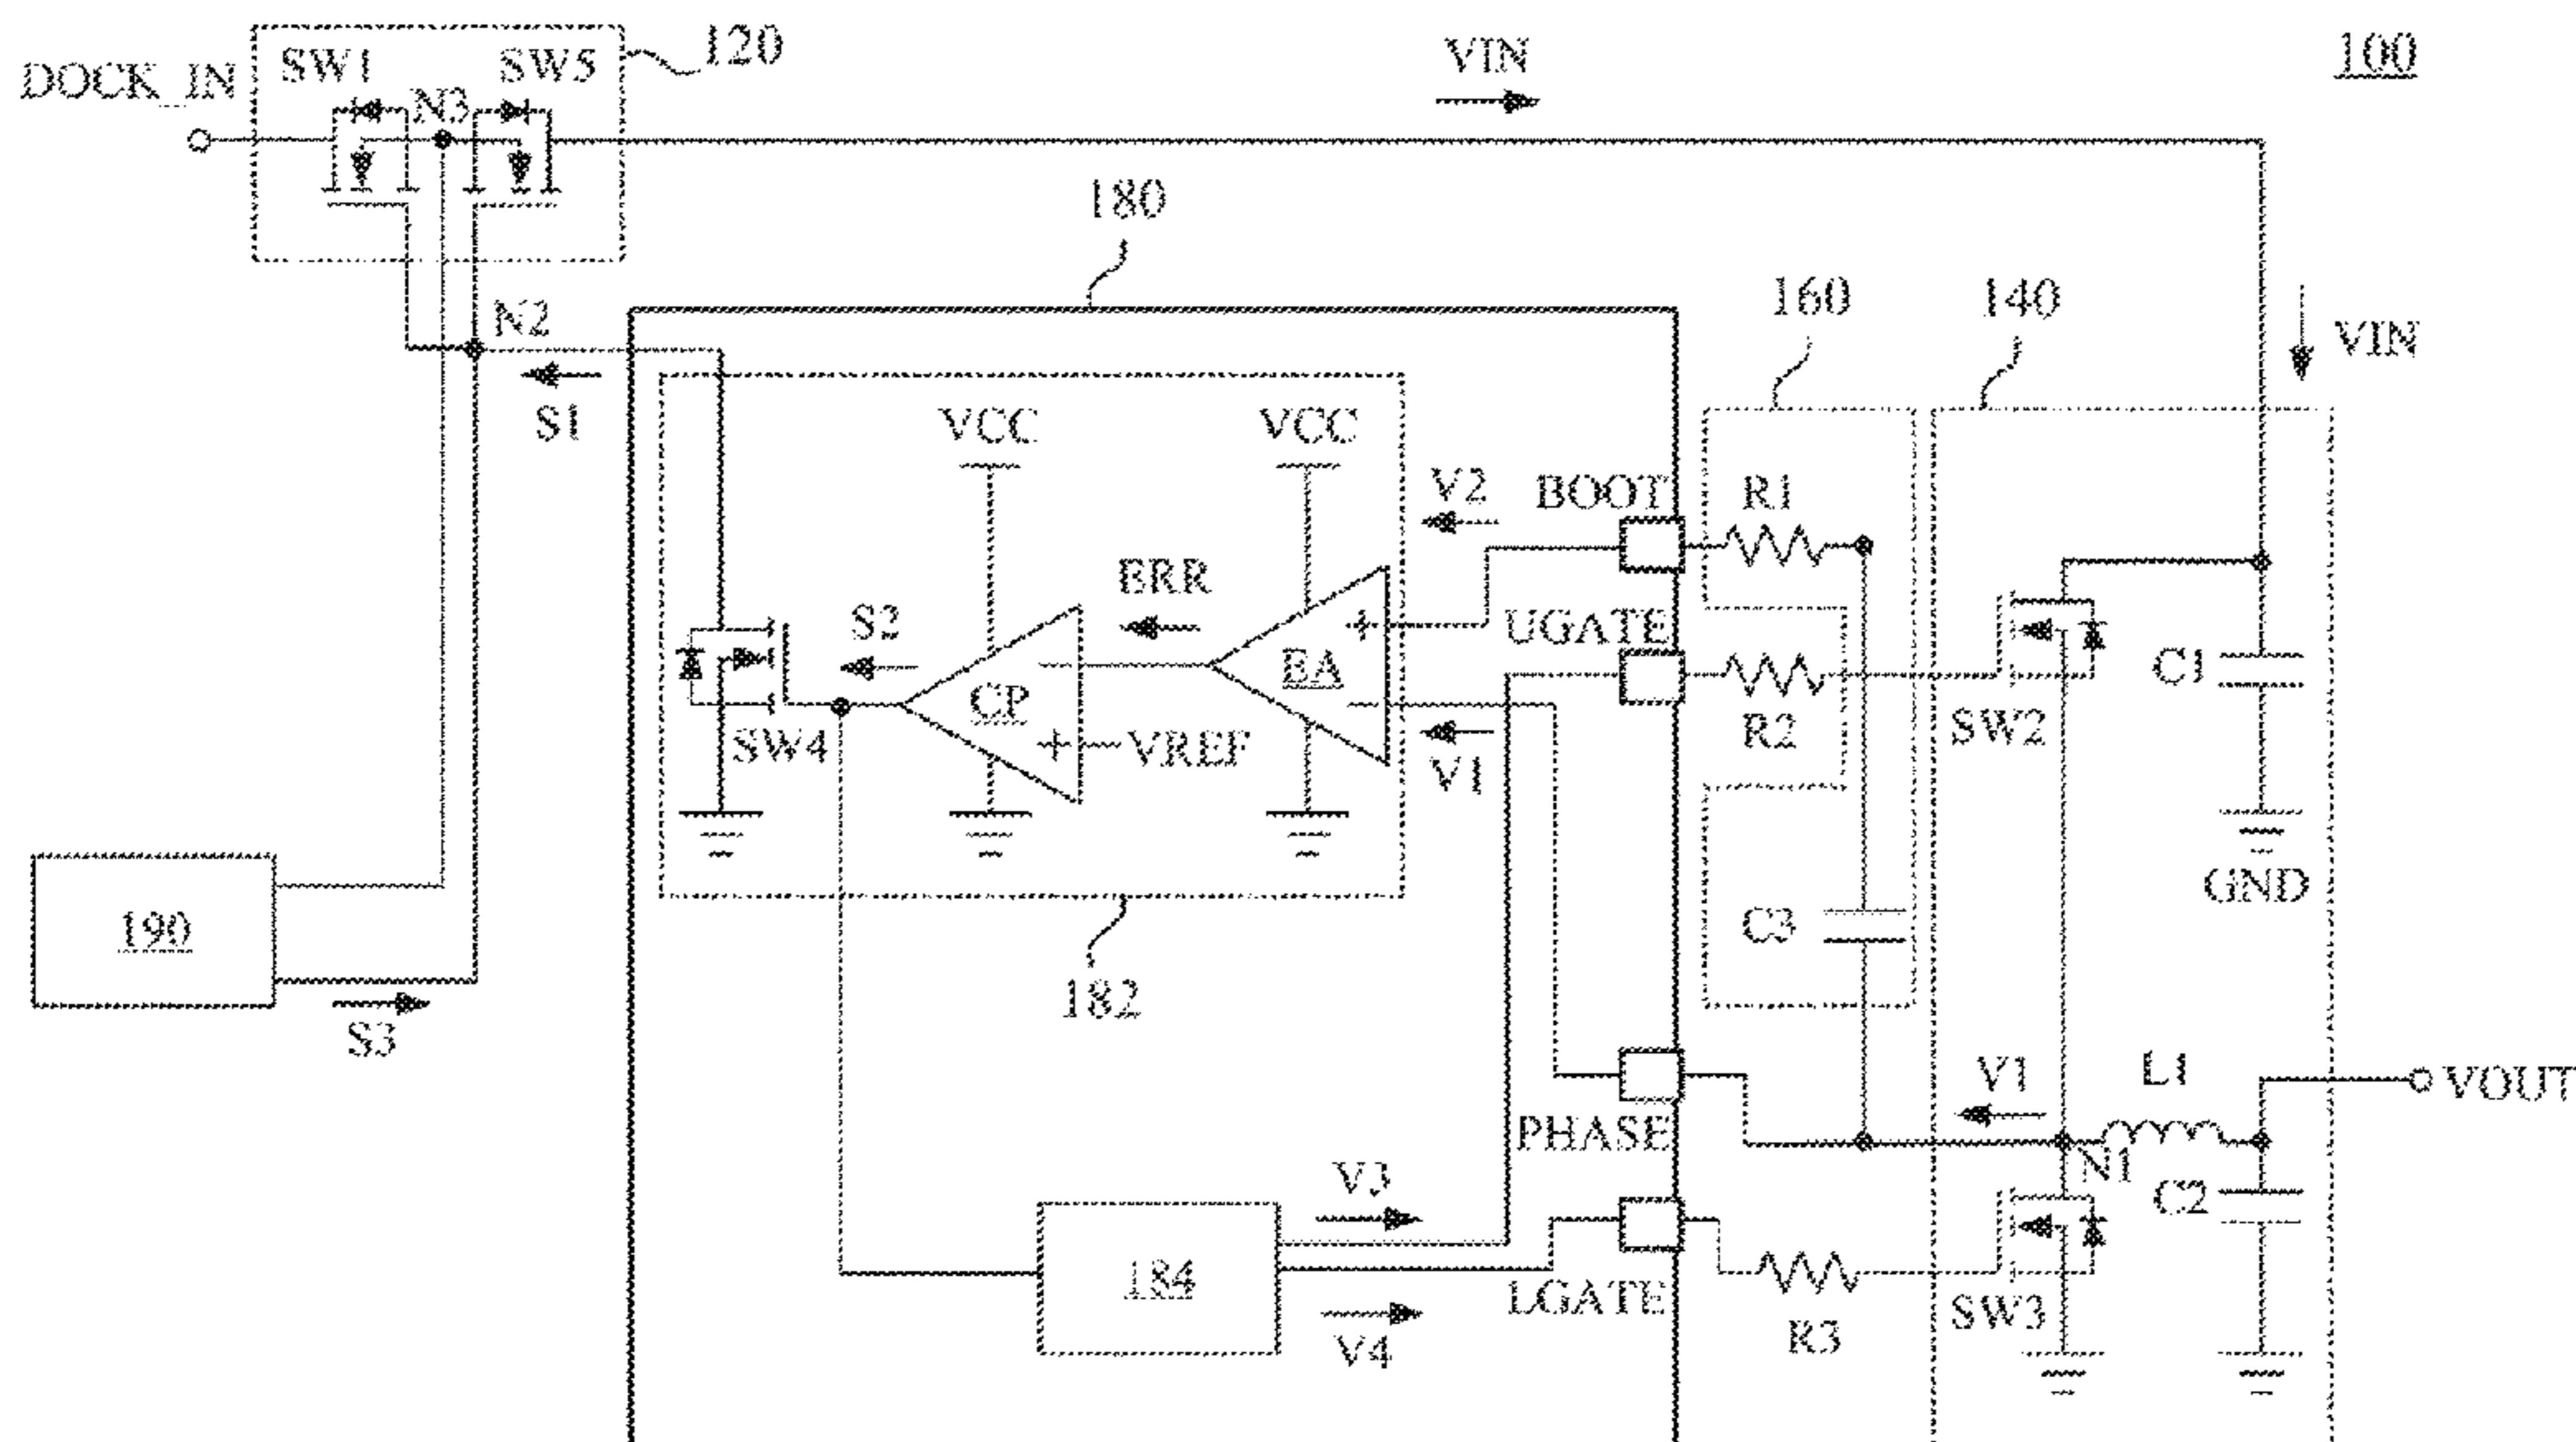 100
DOCK_IN
SW1
SW5
N3
120
VIN
180
N2
S1
160
140
VIN
VCC
VCC
V2
BOOT
R1
ERR
S2
UGATE
EA
CP
SW4
VREF
V1
R2
SW2
C1
GND
190
S3
182
C3
PHASE
V1
L1
VOUT
N1
C2
V3
184
V4
LGATE
R3
SW3